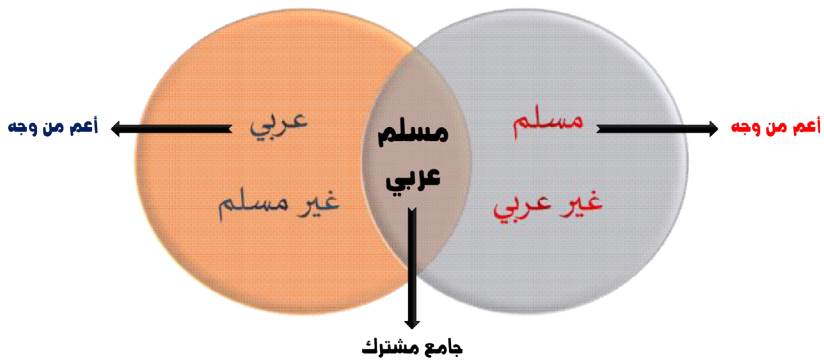 مسلم
غير عربي
أعم من وجه
مسلم
عربي
جامع مشترك
عربي
غير مسلم
أعم من وجه